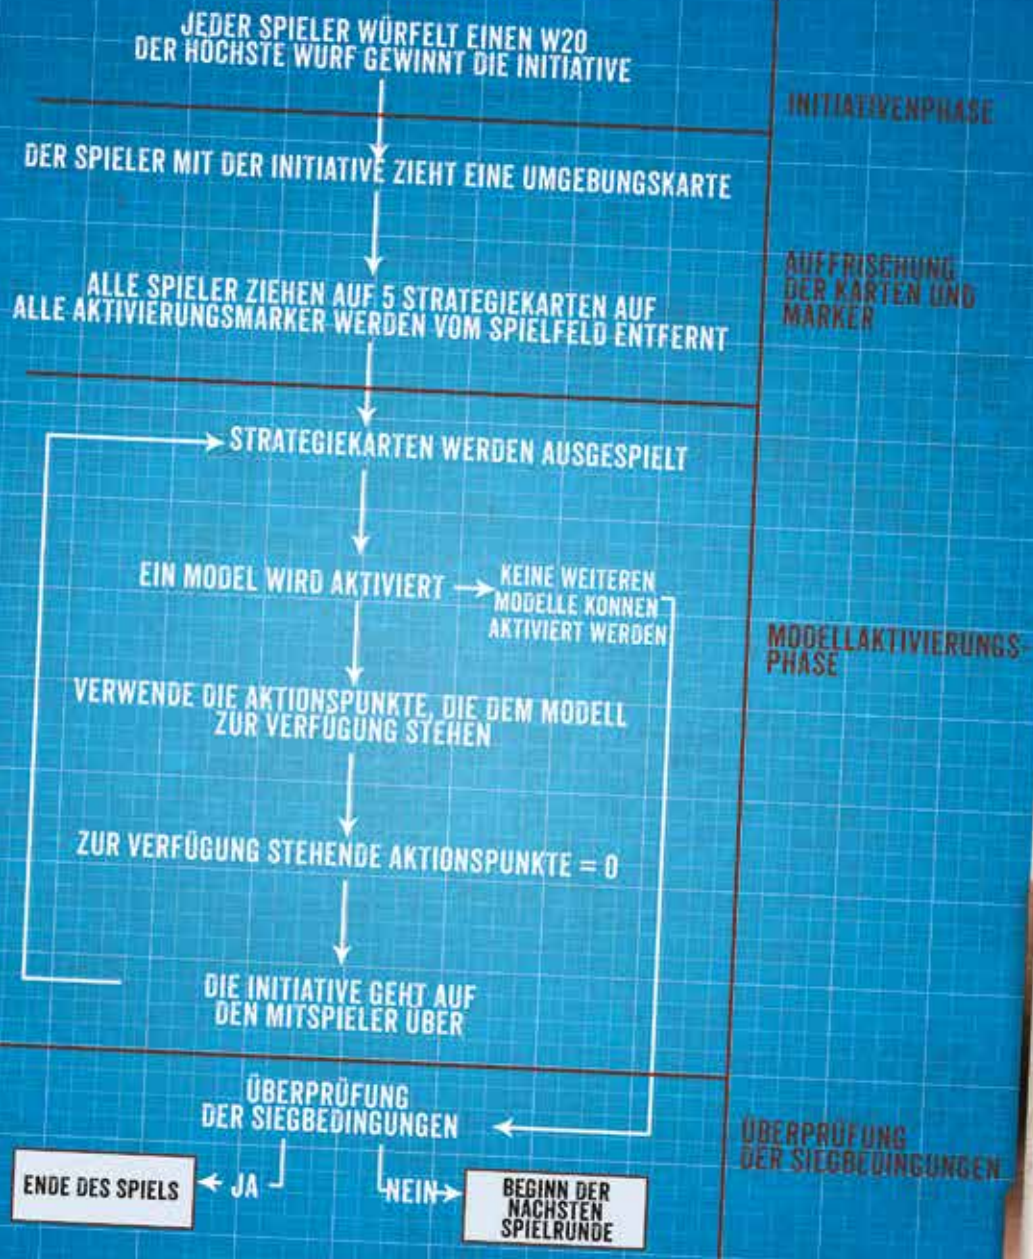 JEDER SPIELER WÜRFELT EINEN W20
DER HÖCHSTE WURF GEWINNT DIE INITIATIVE
INITIATIVENPHASE
DER SPIELER MIT DER INITIATIVE ZIEHT EINE UMGEBUNGSKARTE
ALLE SPIELER ZIEHEN AUF 5 STRATEGIEKARTEN AUF
ALLE AKTIVIERUNGSMARKER WERDEN VOM SPIELFELD ENTFERNT
AUFFRISCHUNG
DER KARTEN UND
MARKER
STRATEGIEKARTEN WERDEN AUSGESPIELT
EIN MODEL WIRD AKTIVIERT
KEINE WEITEREN
MODELLE KONNEN
AKTIVIERT WERDEN
MODELLAKTIVIERUNGS-
PHASE
VERWENDE DIE AKTIONSPUNKTE, DIE DEM MODELL
ZUR VERFÜGUNG STEHEN
ZUR VERFÜGUNG STEHENDE AKTIONSPUNKTE = 0
DIE INITIATIVE GEHT AUF
DEN MITSPIELER ÜBER
ÜBERPRÜFUNG
DER SIEGBEDINGUNGEN
ÜBERPRÜFUNG
DER SIEGBEDINGUNGEN
ENDE DES SPIELS
JA
NEIN
BEGINN DER
NÄCHSTEN
SPIELRUNDE